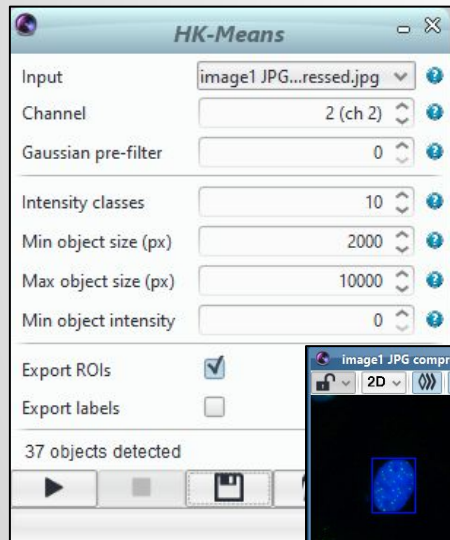 HK-Means
Input image1 JPG...ressed.jpg
Channel 2 (ch 2)
Gaussian pre-filter 0
Intensity classes 10
Min object size (px) 2000
Max object size (px) 10000
Min object intensity 0
Export ROIs
Export labels
37 objects detected
image1 JPG compr
2D